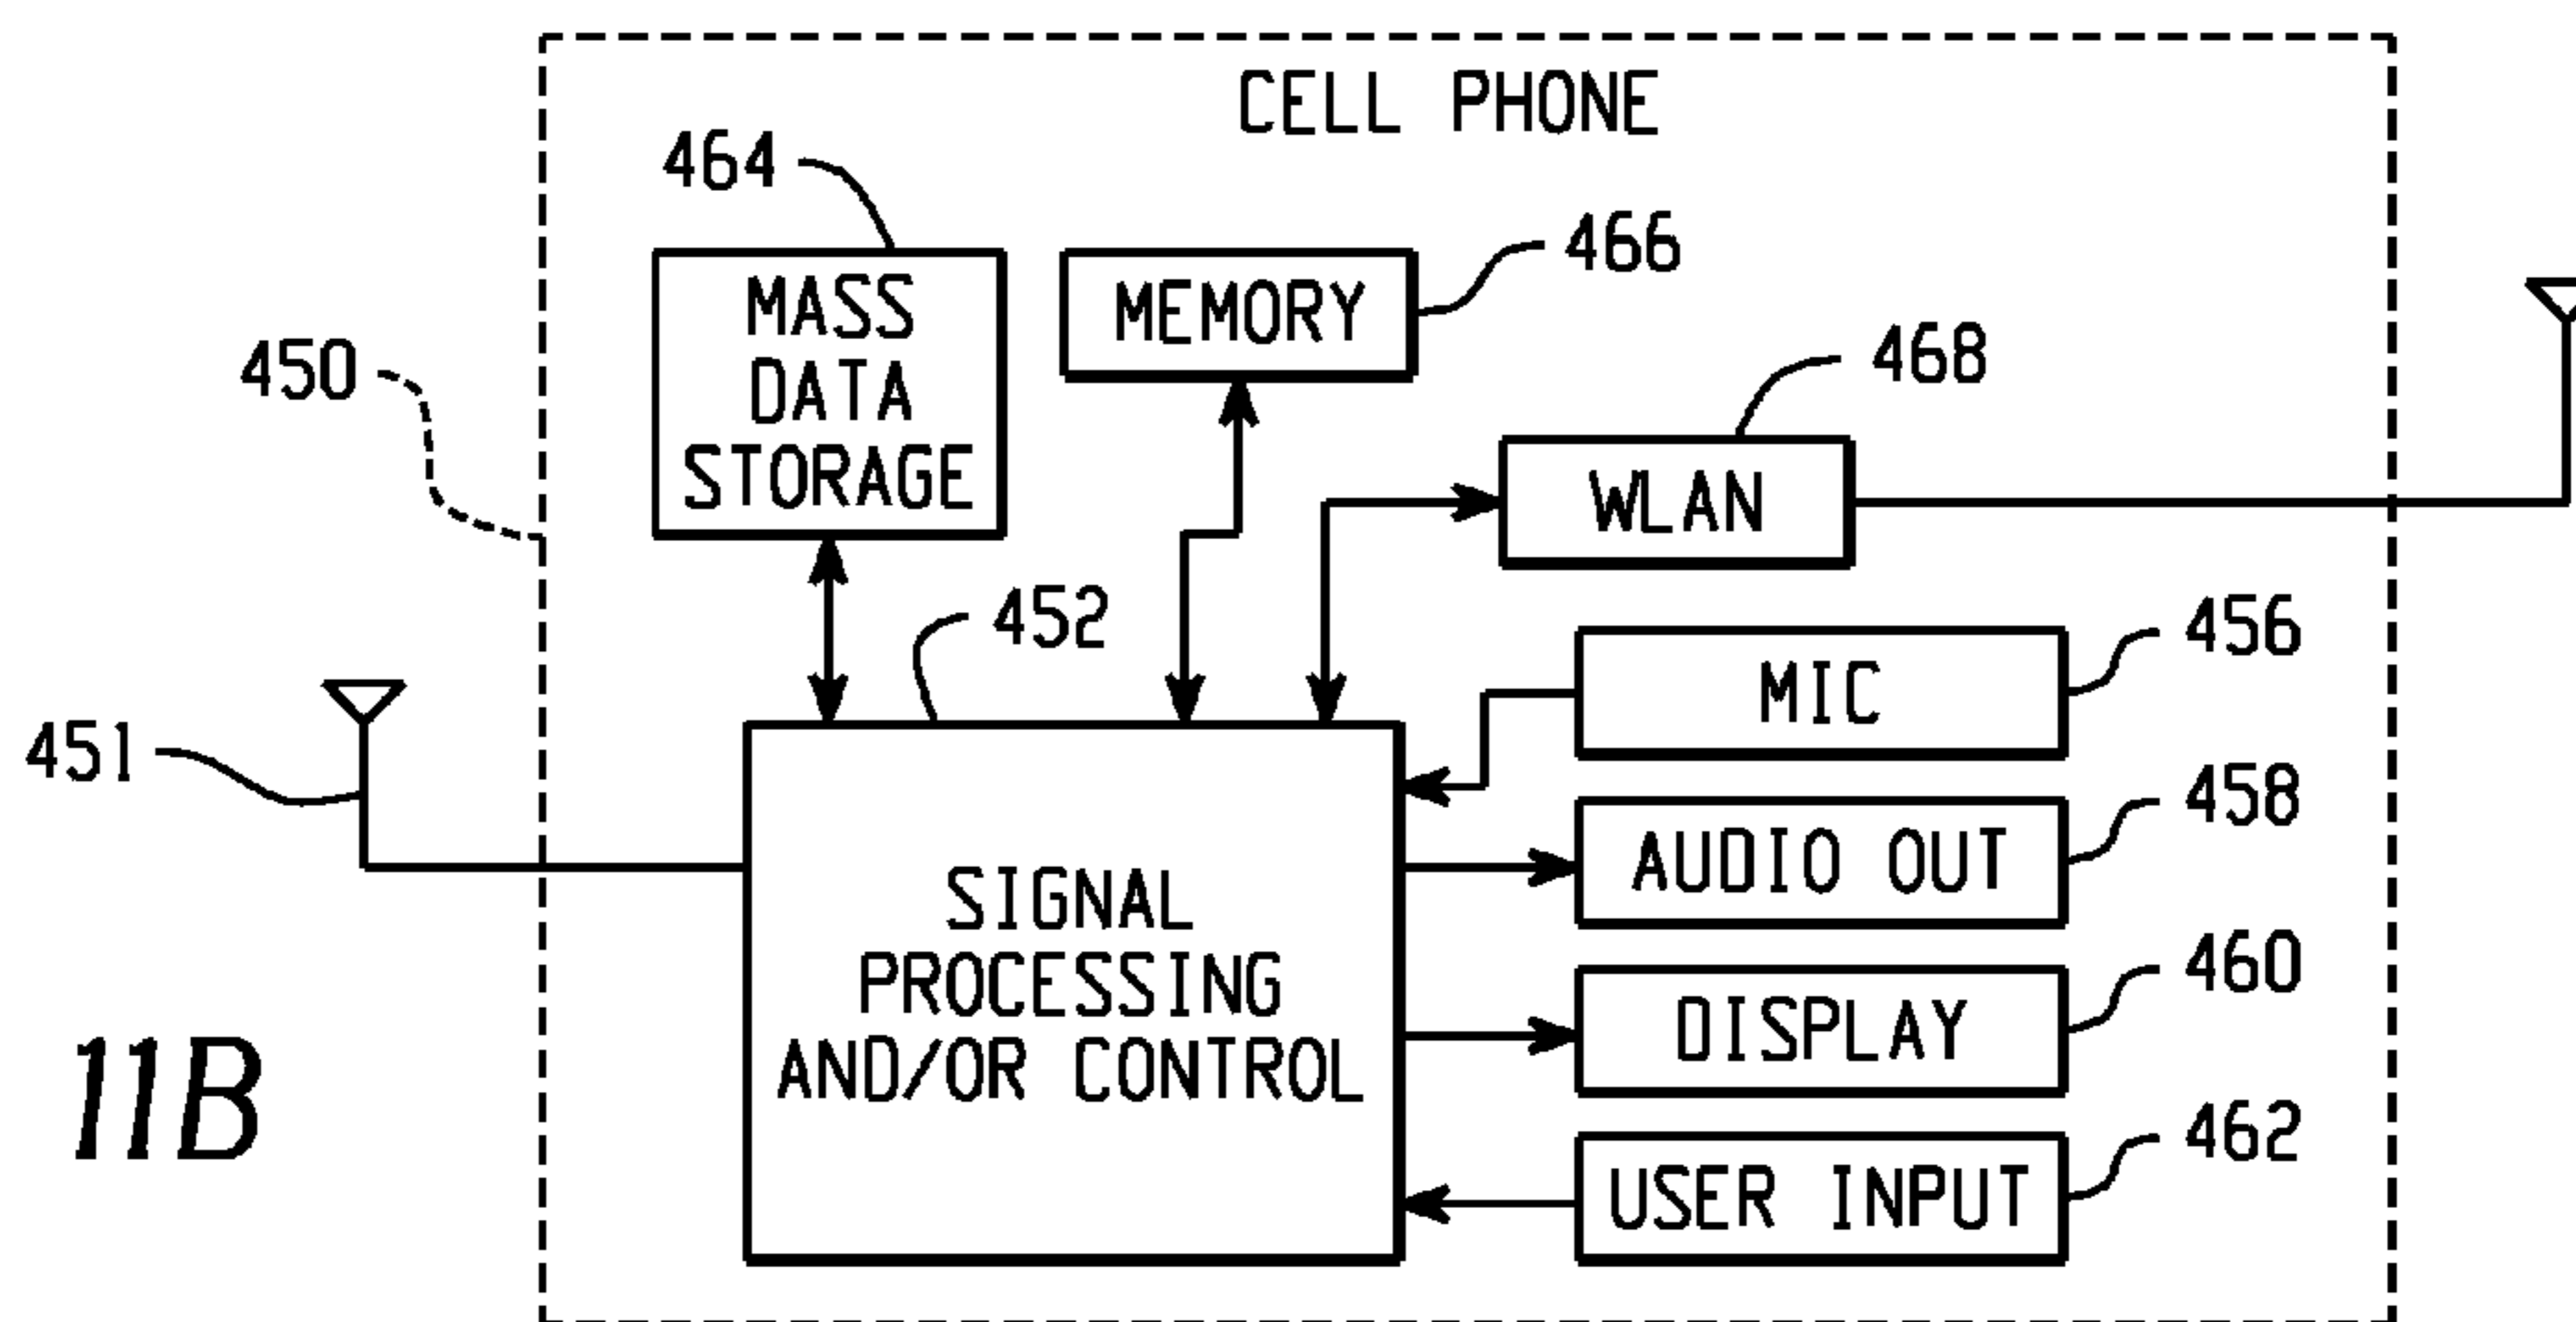 CELL PHONE
464
MASS
DATA
STORAGE
MEMORY
466
450
468
WLAN
452
456
MIC
451
458
AUDIO OUT
SIGNAL
PROCESSING
AND/OR CONTROL
460
DISPLAY
11B
462
USER INPUT